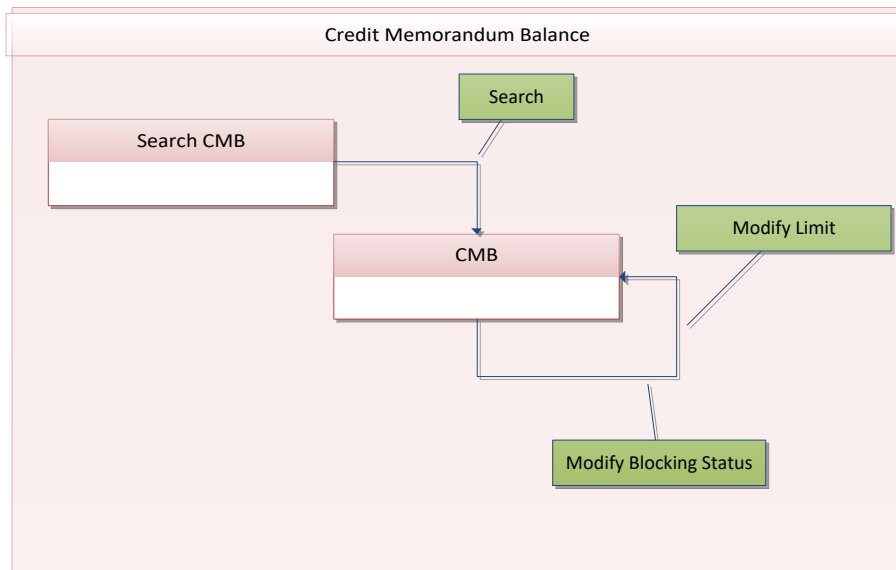 Credit Memorandum Balance
Search
Search CMB
Modify Limit
CMB
Modify Blocking Status